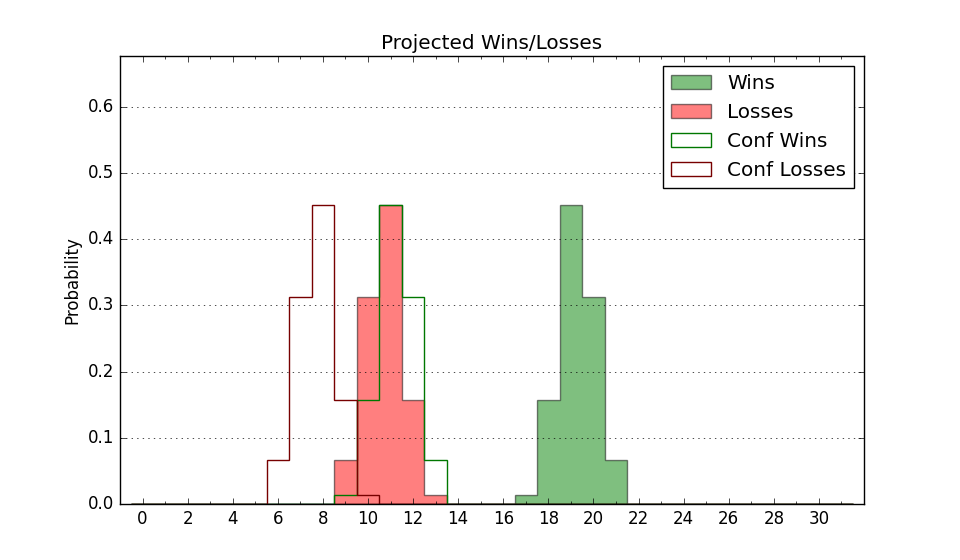 Projected Wins/Losses
Wins
Losses
Conf Wins
Conf Losses
Probability
0.6
0.5
0.4
0.3
0.2
0.1
0.0
0 2 4 6 8 10 12 14 16 18 20 22 24 26 28 30